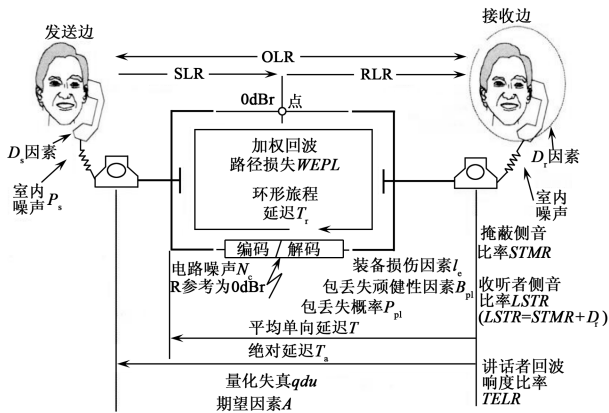 发送边
接收边
OLR
SLR
RLR
0dBr 点
加权回波
路径损失WEPL
环形旅程
延迟Tr
Ds因素
室内
噪声Ps
Dr因素
室内
噪声
编码 / 解码
电路噪声Nc
R参考为0dBr
装备损伤因素Ie
包丢失顽健性因素Bpl
包丢失概率Ppl
掩蔽侧音
比率STMR
收听者侧音
比率LSTR
(LSTR=STMR+Dr)
平均单向延迟T
绝对延迟Ta
量化失真qdu
期望因素A
讲话者回波
响度比率
TELR